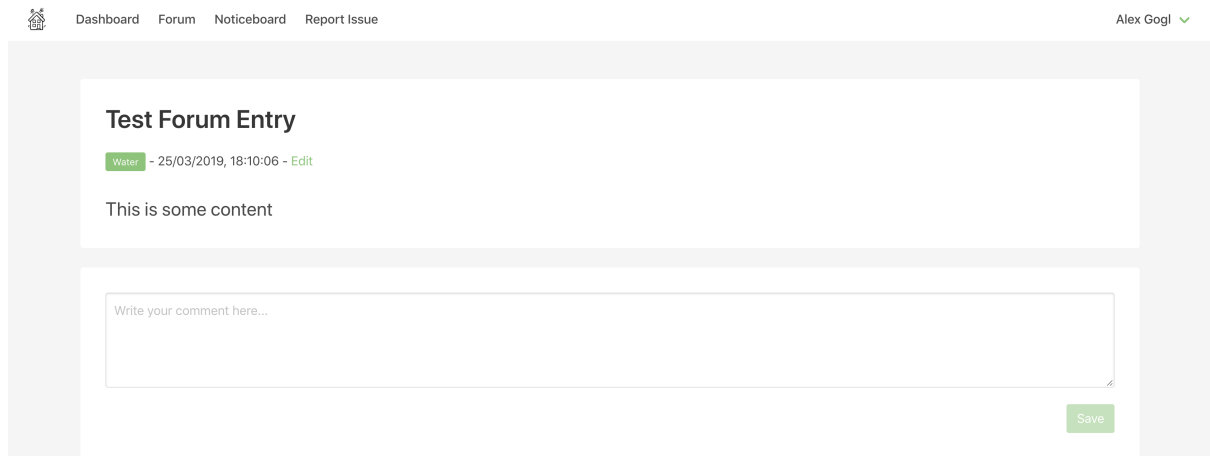 Dashboard Forum Noticeboard Report Issue Alex Gogl
Test Forum Entry
Water - 25/03/2019, 18:10:06 - Edit
This is some content
Write your comment here...
Save